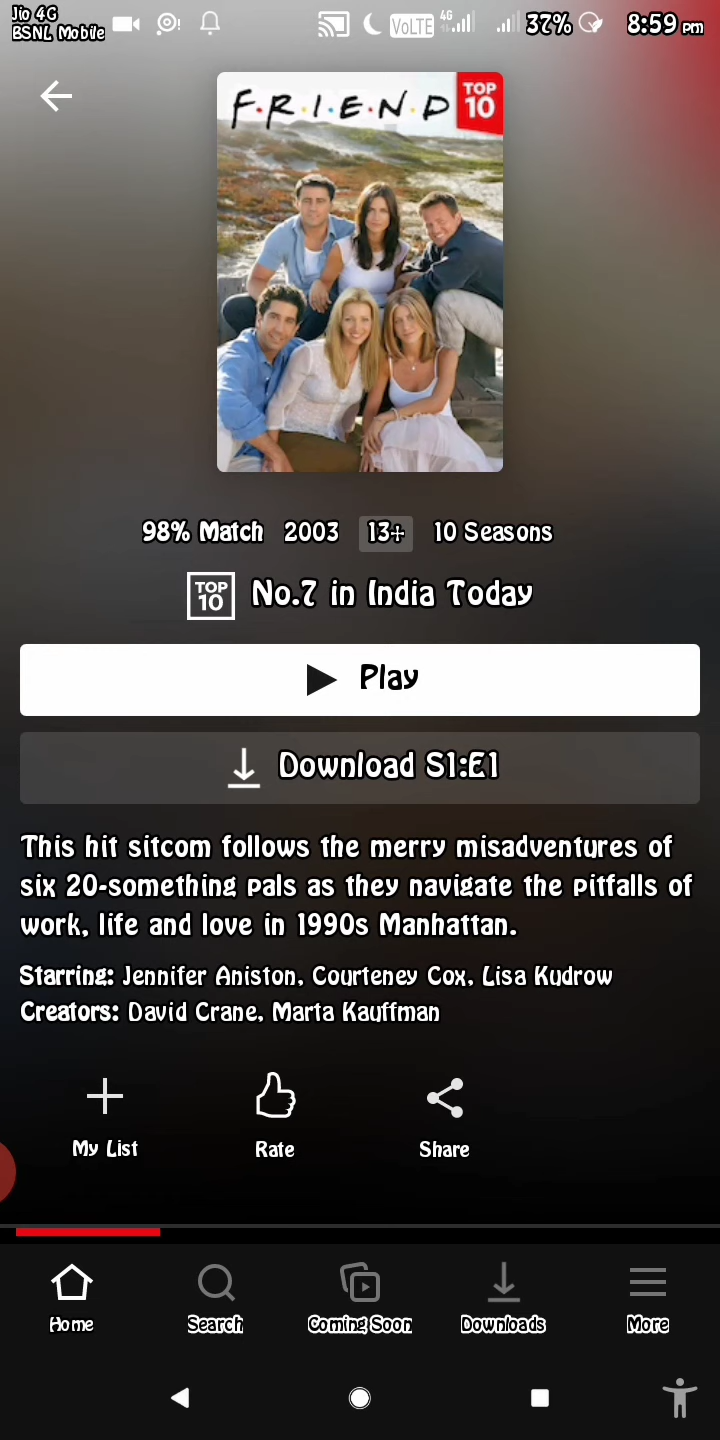 Jio 4G
BSNL Mobile
VoLTE 4G 37% 8:59 PM
F·R·I·E·N·D
TOP
10
98% Match 2003 13+ 10 Seasons
TOP
10
No.7 in India Today
Play
Download S1:E1
This hit sitcom follows the merry misadventures of
six 20-something pals as they navigate the pitfalls of
work, life and love in 1990s Manhattan.
Starring: Jennifer Aniston, Courteney Cox, Lisa Kudrow
Creators: David Crane, Marta Kauffman
My List Rate Share
Home Search Coming Soon Downloads More